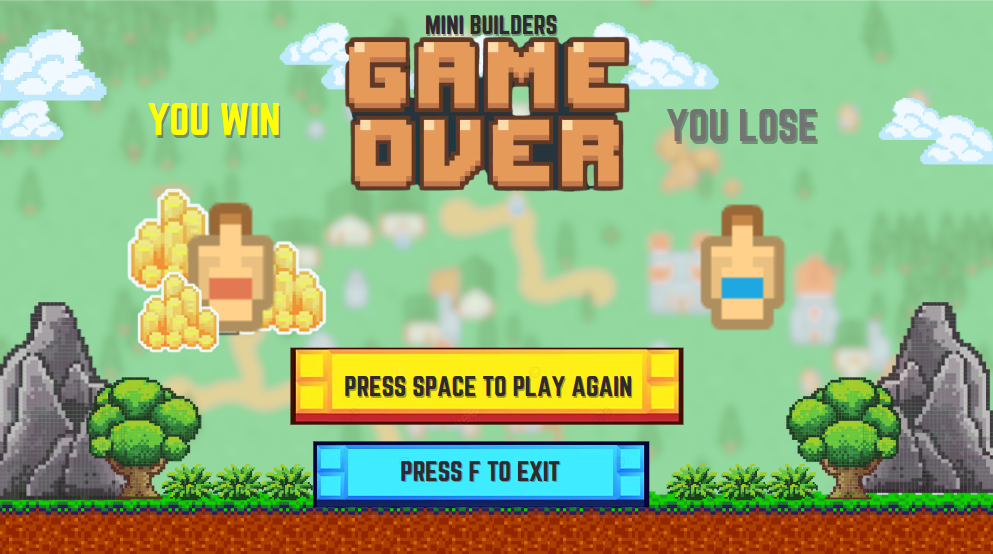 MINI BUILDERS
GAME
OVER
YOU WIN
YOU LOSE
PRESS SPACE TO PLAY AGAIN
PRESS F TO EXIT